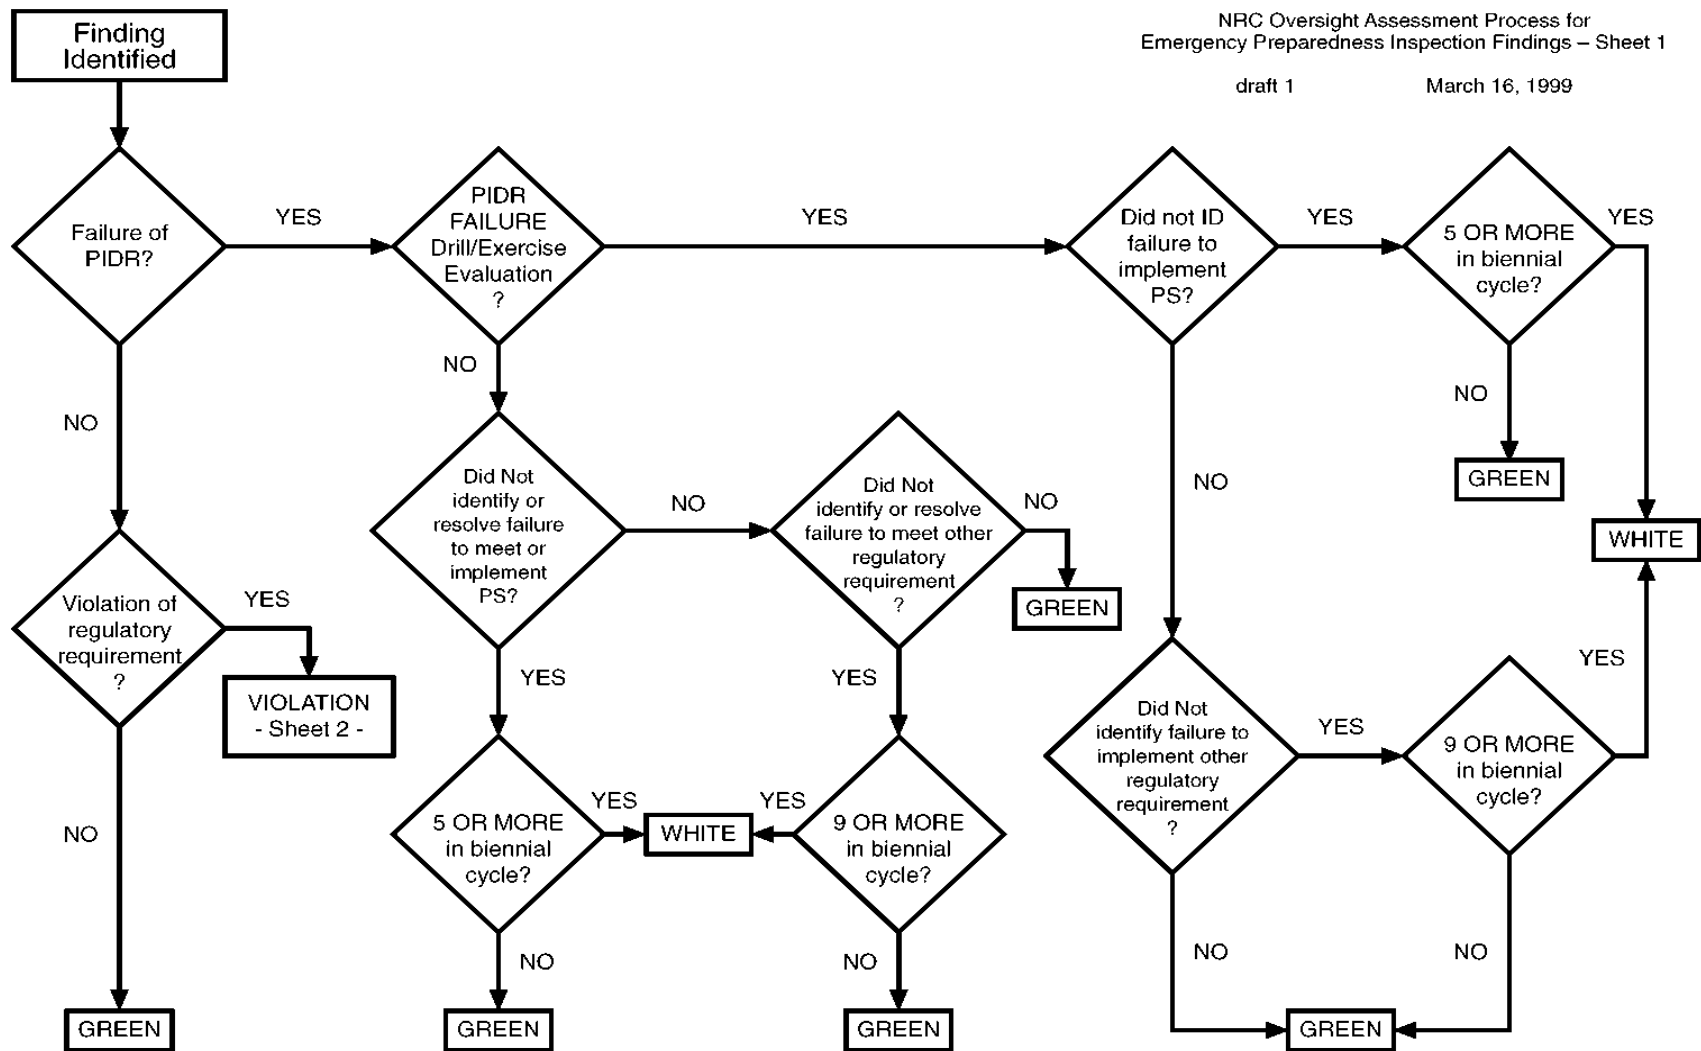 NRC Oversight Assessment Process for
Emergency Preparedness Inspection Findings – Sheet 1
draft 1 March 16, 1999
Finding
Identified
Failure of
PIDR?
YES
PIDR
FAILURE
Drill/Exercise
Evaluation
?
YES
Did not ID
failure to
implement
PS?
YES
5 OR MORE
in biennial
cycle?
YES
NO
NO
NO
GREEN
NO
Did Not
identify or
resolve failure
to meet or
implement
PS?
NO
Did Not
identify or resolve
failure to meet other
regulatory
requirement
?
NO
GREEN
WHITE
Violation of
regulatory
requirement
?
YES
VIOLATION
- Sheet 2 -
YES
YES
Did Not
identify failure to
implement other
regulatory
requirement
?
YES
9 OR MORE
in biennial
cycle?
YES
NO
5 OR MORE
in biennial
cycle?
YES
WHITE
YES
9 OR MORE
in biennial
cycle?
NO
NO
NO
NO
GREEN
GREEN
GREEN
GREEN